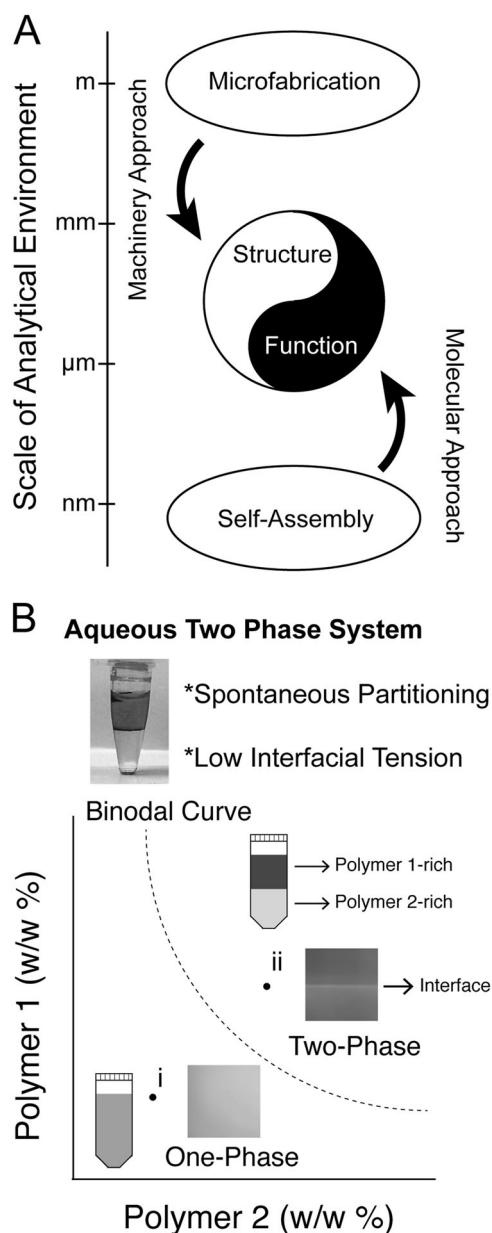 A
Scale of Analytical Environment
m
mm
µm
nm
Machinery Approach
Microfabrication
Structure
Function
Molecular Approach
Self-Assembly
B
Aqueous Two Phase System
*Spontaneous Partitioning
*Low Interfacial Tension
Binodal Curve
Polymer 1-rich
Polymer 2-rich
ii
Interface
Two-Phase
i
One-Phase
Polymer 1 (w/w %)
Polymer 2 (w/w %)